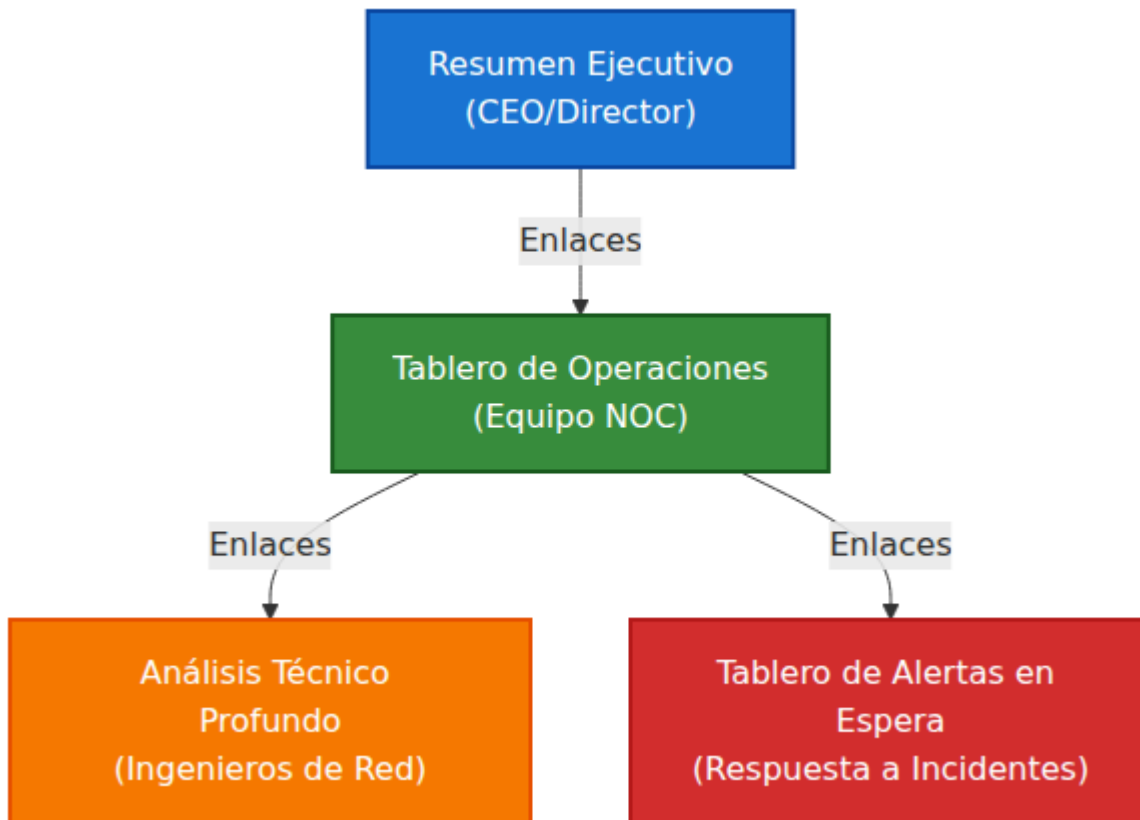 Resumen Ejecutivo
(CEO/Director)
Enlaces
Tablero de Operaciones
(Equipo NOC)
Enlaces
Enlaces
Análisis Técnico
Profundo
(Ingenieros de Red)
Tablero de Alertas en
Espera
(Respuesta a Incidentes)